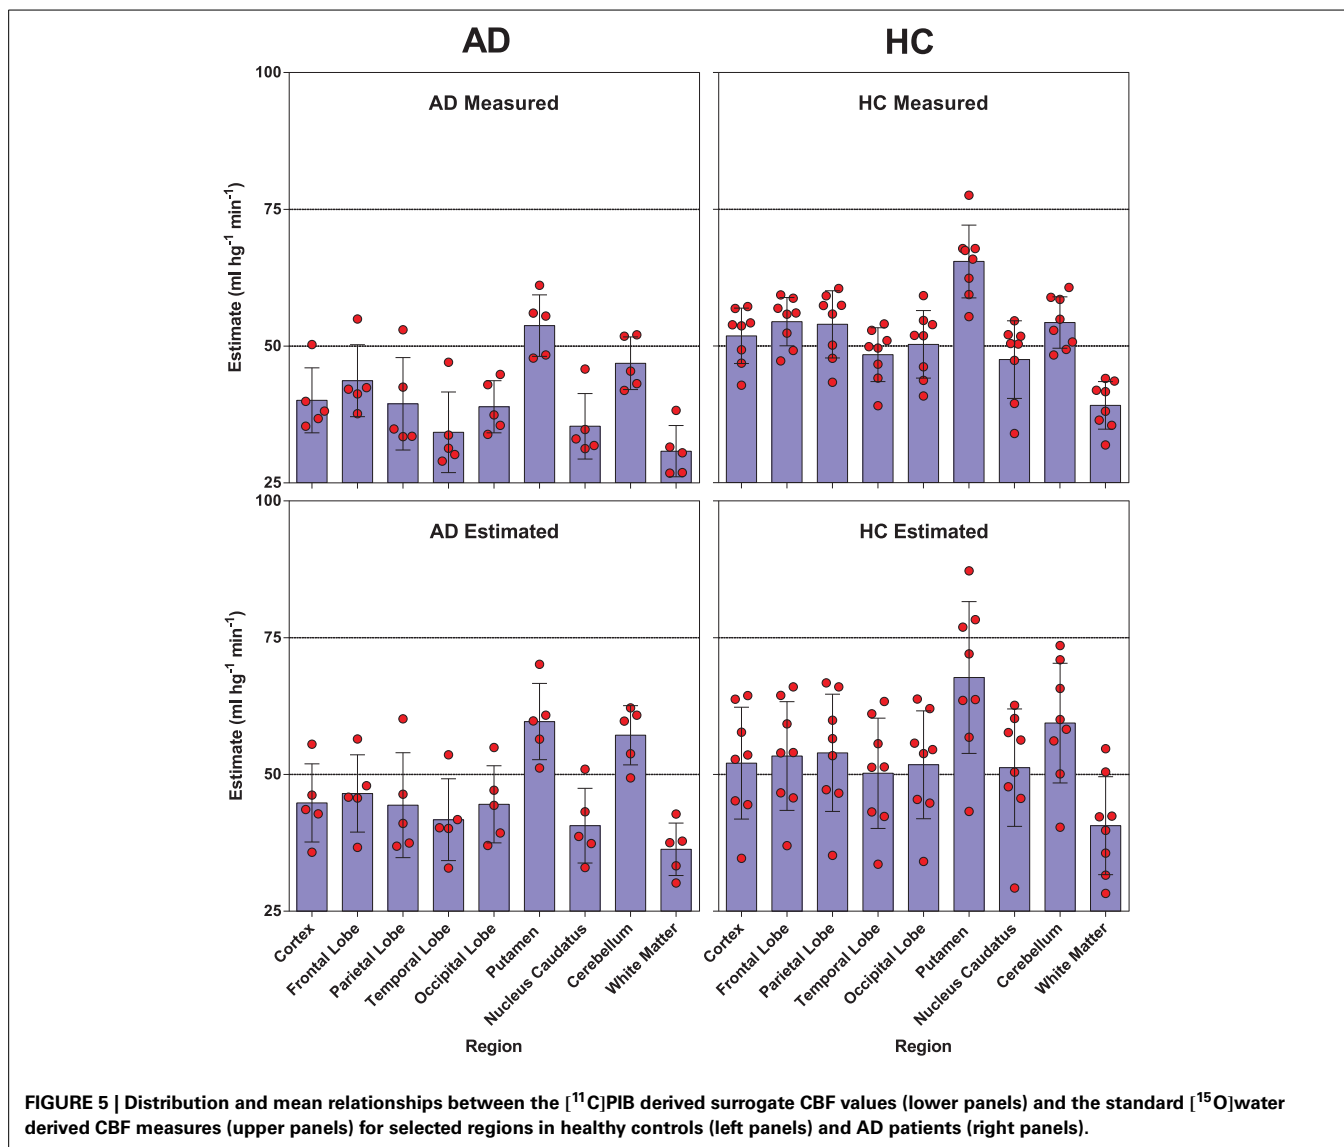 AD HC
AD Measured HC Measured
100
75
50
25
Estimate (ml hg⁻¹ min⁻¹)
AD Estimated HC Estimated
100
75
50
25
Estimate (ml hg⁻¹ min⁻¹)
Cortex
Frontal Lobe
Parietal Lobe
Temporal Lobe
Occipital Lobe
Putamen
Nucleus Caudatus
Cerebellum
White Matter
Cortex
Frontal Lobe
Parietal Lobe
Temporal Lobe
Occipital Lobe
Putamen
Nucleus Caudatus
Cerebellum
White Matter
Region Region
FIGURE 5 | Distribution and mean relationships between the [¹¹C]PIB derived surrogate CBF values (lower panels) and the standard [¹⁵O]water
derived CBF measures (upper panels) for selected regions in healthy controls (left panels) and AD patients (right panels).